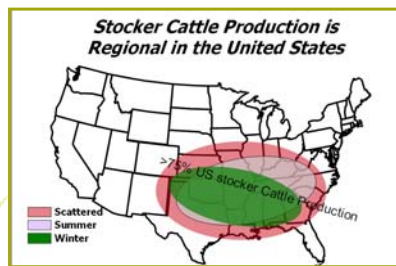 Stocker Cattle Production is
Regional in the United States
>75% US stocker Cattle Production
Scattered
Summer
Winter